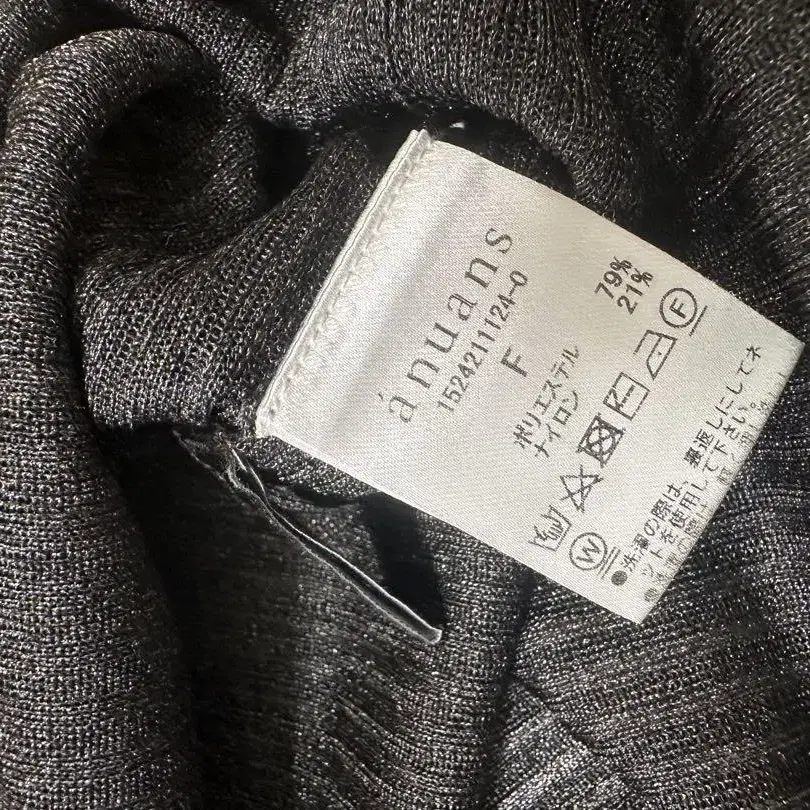 ánuans
1524211124-0
F
ポリエステル 79%
ナイロン 21%
F
W
●洗濯の際は、裏返しにしてネ
ットを使用して下さい。